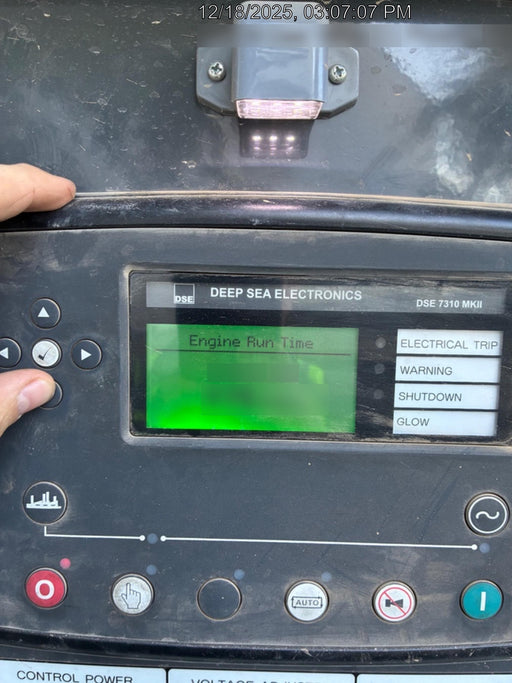 12/18/2025, 03:07:07 PM
DSE
DEEP SEA ELECTRONICS
DSE 7310 MKII
Engine Run Time
ELECTRICAL TRIP
WARNING
SHUTDOWN
GLOW
O
AUTO
I
CONTROL POWER
VOLTAGE